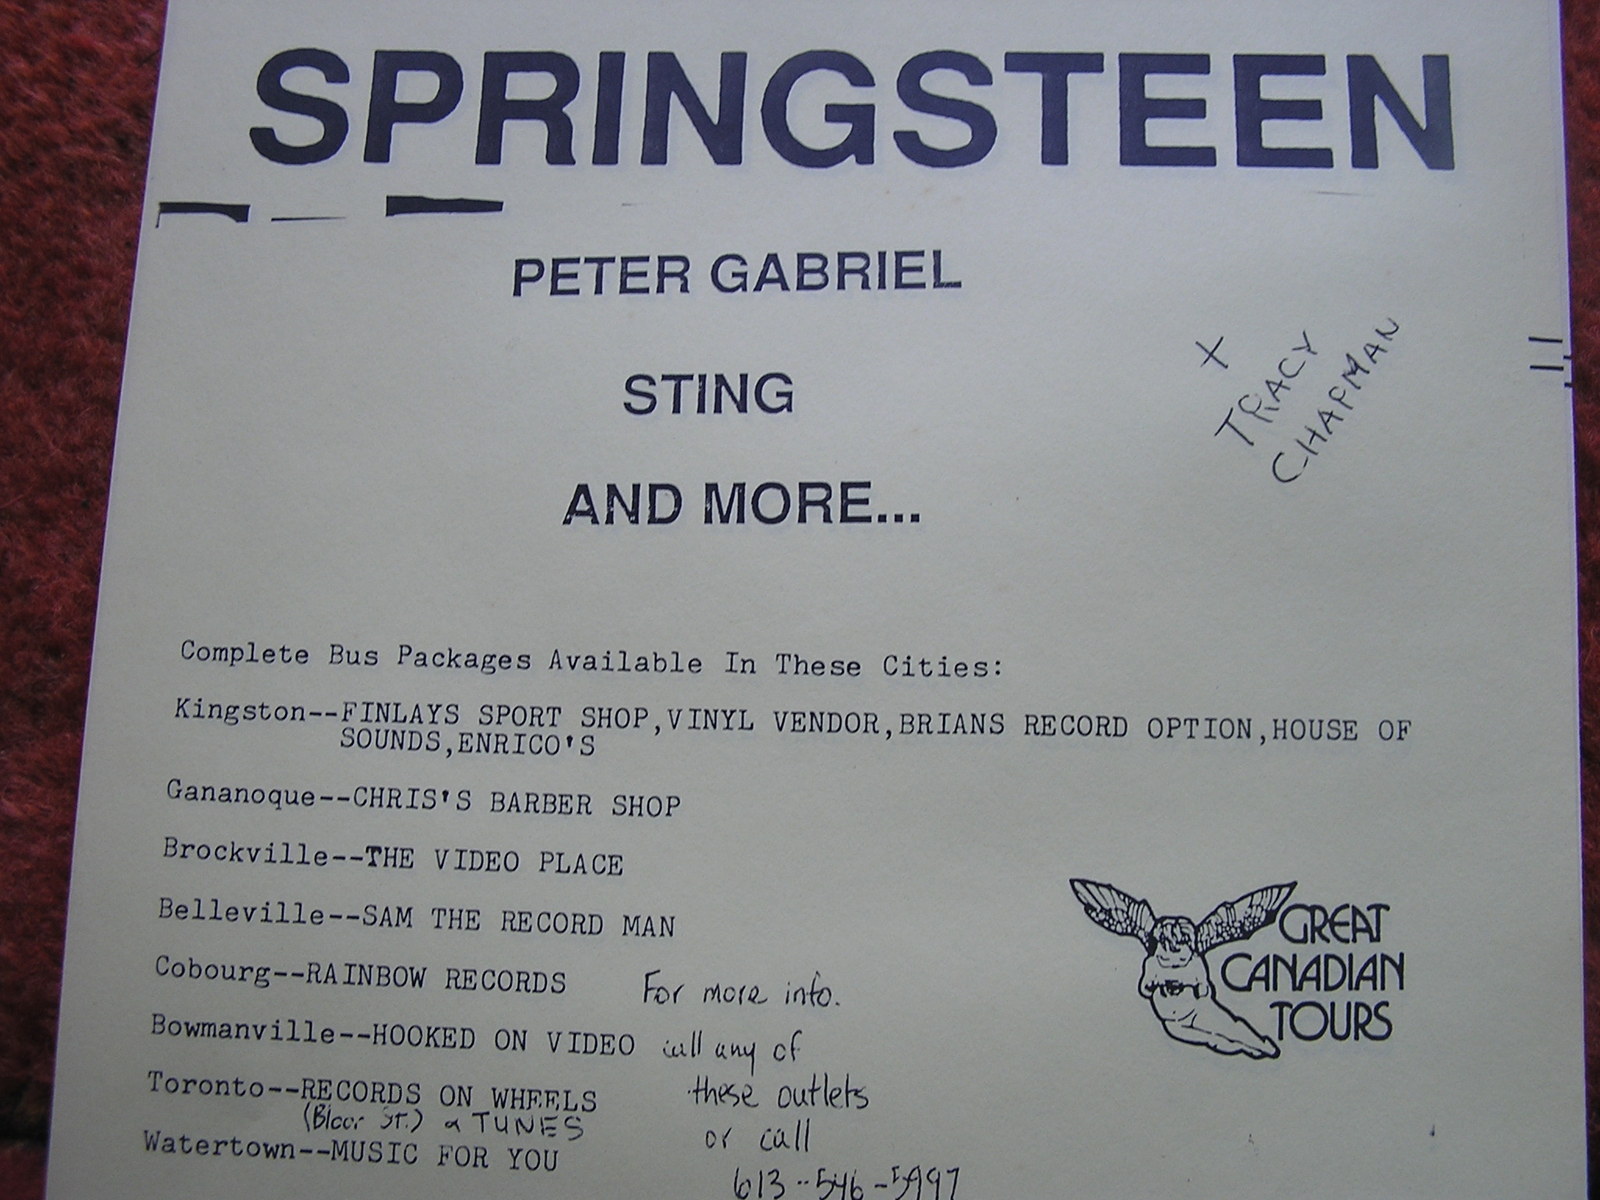 SPRINGSTEEN
PETER GABRIEL
STING
AND MORE...
+
TRACY
CHAPMAN
Complete Bus Packages Available In These Cities:
Kingston--FINLAYS SPORT SHOP,VINYL VENDOR,BRIANS RECORD OPTION,HOUSE OF
SOUNDS,ENRICO'S
Gananoque--CHRIS'S BARBER SHOP
Brockville--THE VIDEO PLACE
Belleville--SAM THE RECORD MAN
Cobourg--RAINBOW RECORDS
Bowmanville--HOOKED ON VIDEO
Toronto--RECORDS ON WHEELS
(Bloor St.) & TUNES
Watertown--MUSIC FOR YOU
For more info.
call any of
these outlets
or call
613-546-5997
GREAT
CANADIAN
TOURS